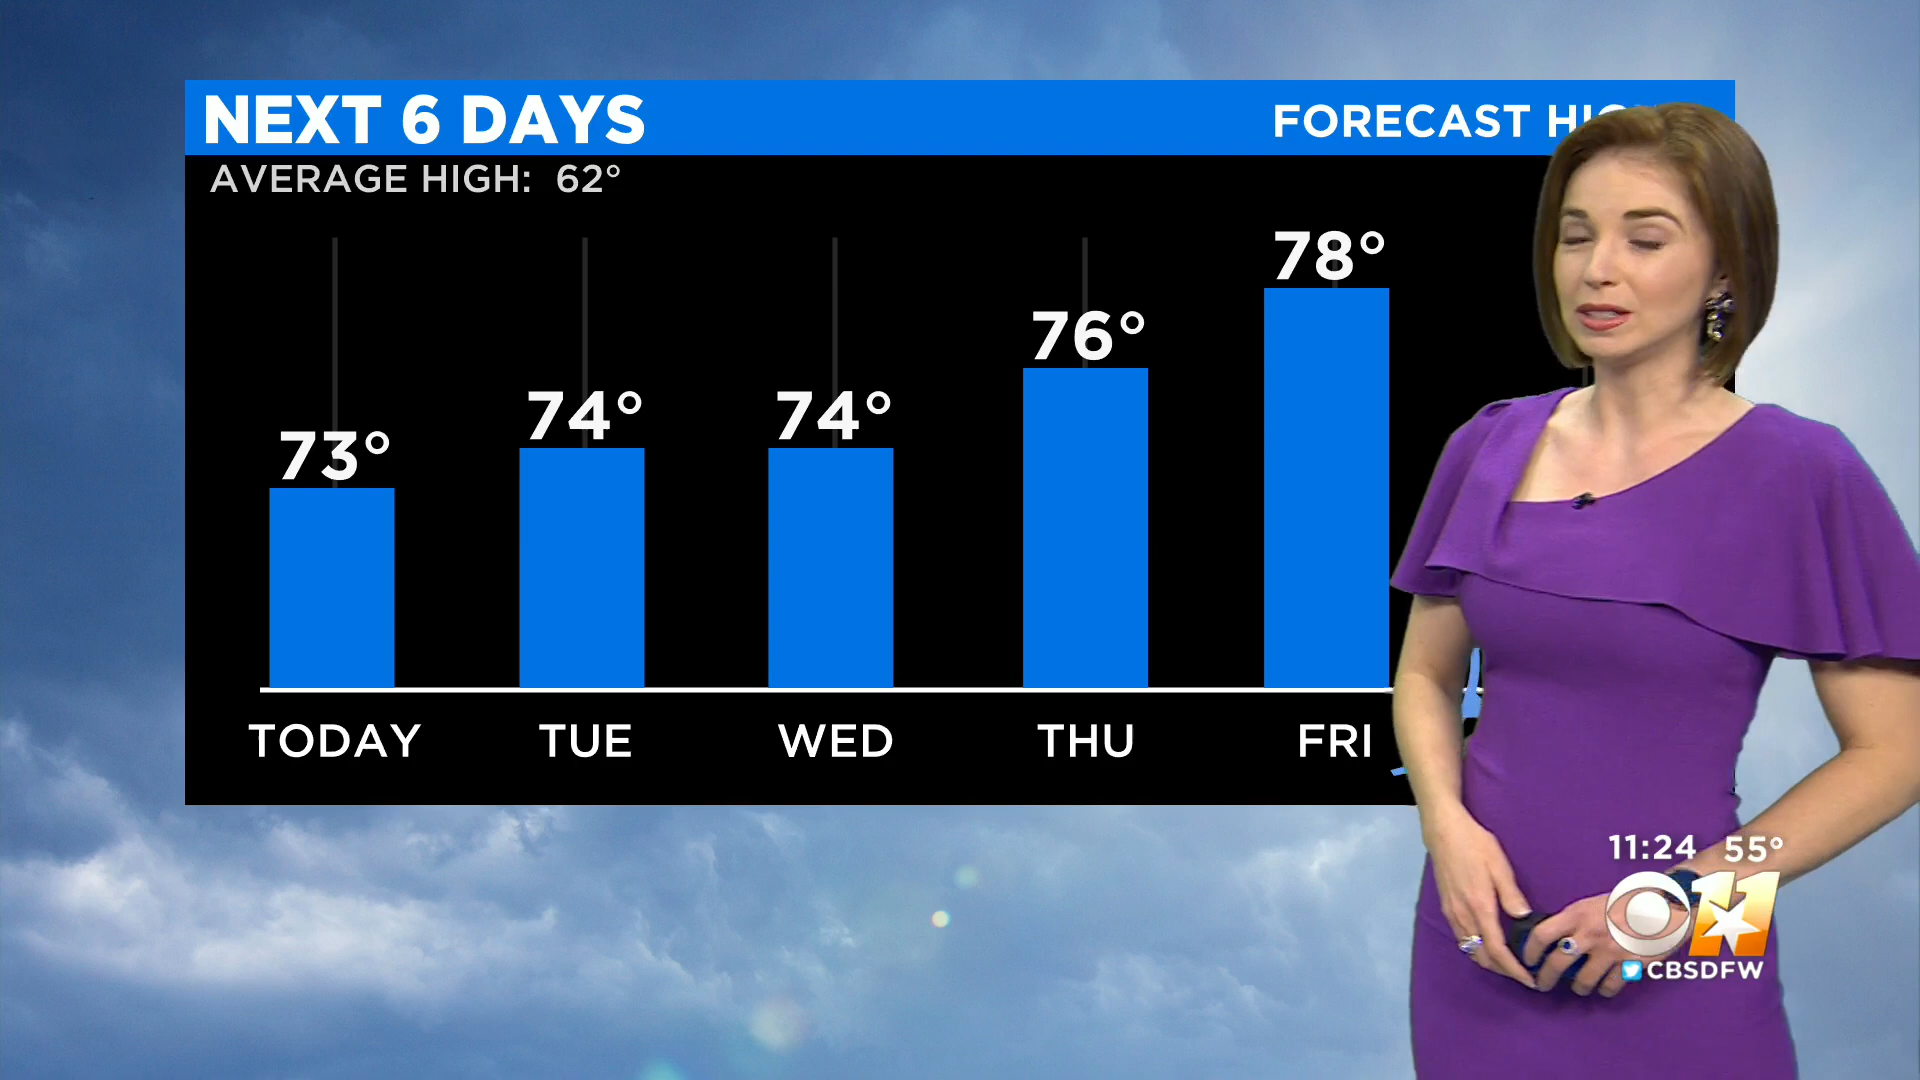 NEXT 6 DAYS
FORECAST
AVERAGE HIGH: 62°
73°
74°
74°
76°
78°
TODAY
TUE
WED
THU
FRI
11:24 55°
11
CBSDFW